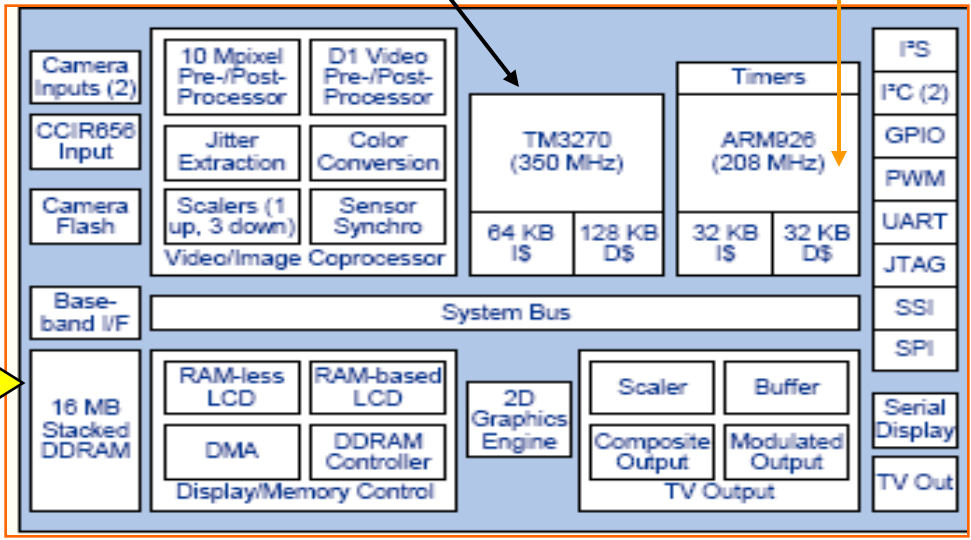 Camera
Inputs (2)
CCIR656
Input
Camera
Flash
Base-
band I/F
16 MB
Stacked
DDRAM
10 Mpixel
Pre-/Post-
Processor
D1 Video
Pre-/Post-
Processor
Jitter
Extraction
Color
Conversion
Scalers (1
up, 3 down)
Sensor
Synchro
Video/Image Coprocessor
TM3270
(350 MHz)
64 KB
I$
128 KB
D$
Timers
ARM926
(208 MHz)
32 KB
I$
32 KB
D$
System Bus
RAM-less
LCD
RAM-based
LCD
DMA
DDRAM
Controller
Display/Memory Control
2D
Graphics
Engine
Scaler
Buffer
Composite
Output
Modulated
Output
TV Output
I²S
I²C (2)
GPIO
PWM
UART
JTAG
SSI
SPI
Serial
Display
TV Out